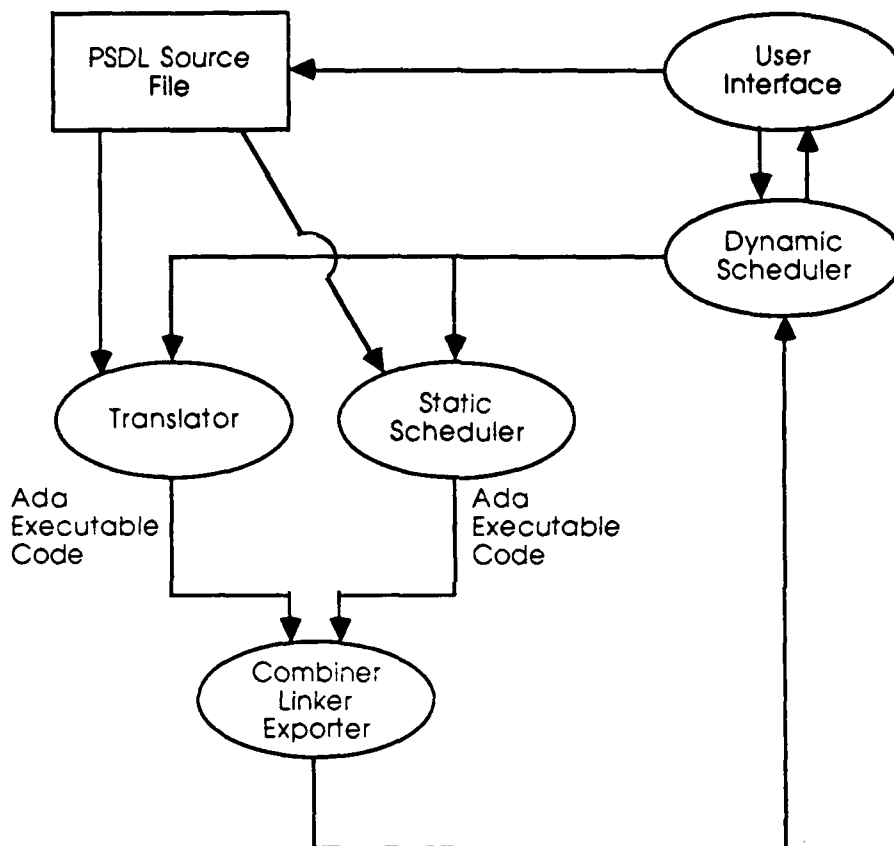 PSDL Source
File
User
Interface
Dynamic
Scheduler
Translator
Static
Scheduler
Ada
Executable
Code
Ada
Executable
Code
Combiner
Linker
Exporter